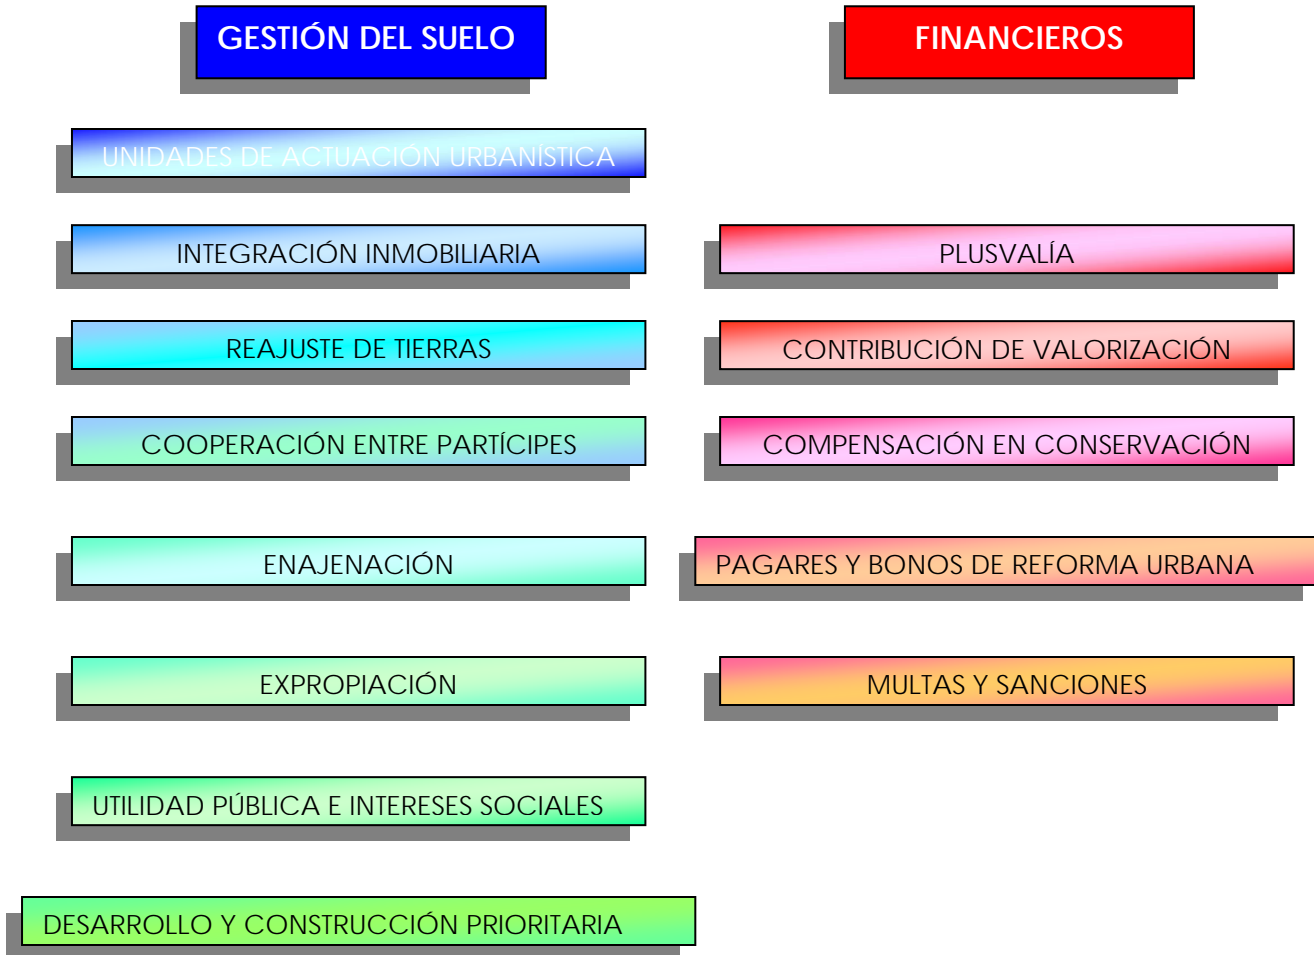 GESTIÓN DEL SUELO
UNIDADES DE ACTUACIÓN URBANÍSTICA
INTEGRACIÓN INMOBILIARIA
REAJUSTE DE TIERRAS
COOPERACIÓN ENTRE PARTÍCIPES
ENAJENACIÓN
EXPROPIACIÓN
UTILIDAD PÚBLICA E INTERESES SOCIALES
DESARROLLO Y CONSTRUCCIÓN PRIORITARIA
FINANCIEROS
PLUSVALÍA
CONTRIBUCIÓN DE VALORIZACIÓN
COMPENSACIÓN EN CONSERVACIÓN
PAGARES Y BONOS DE REFORMA URBANA
MULTAS Y SANCIONES